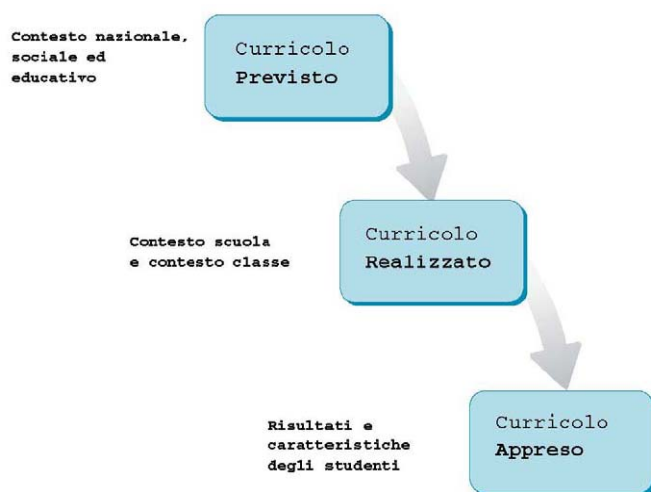 Contesto nazionale,
sociale ed
educativo
Curricolo
Previsto
Contesto scuola
e contesto classe
Curricolo
Realizzato
Risultati e
caratteristiche
degli studenti
Curricolo
Appreso